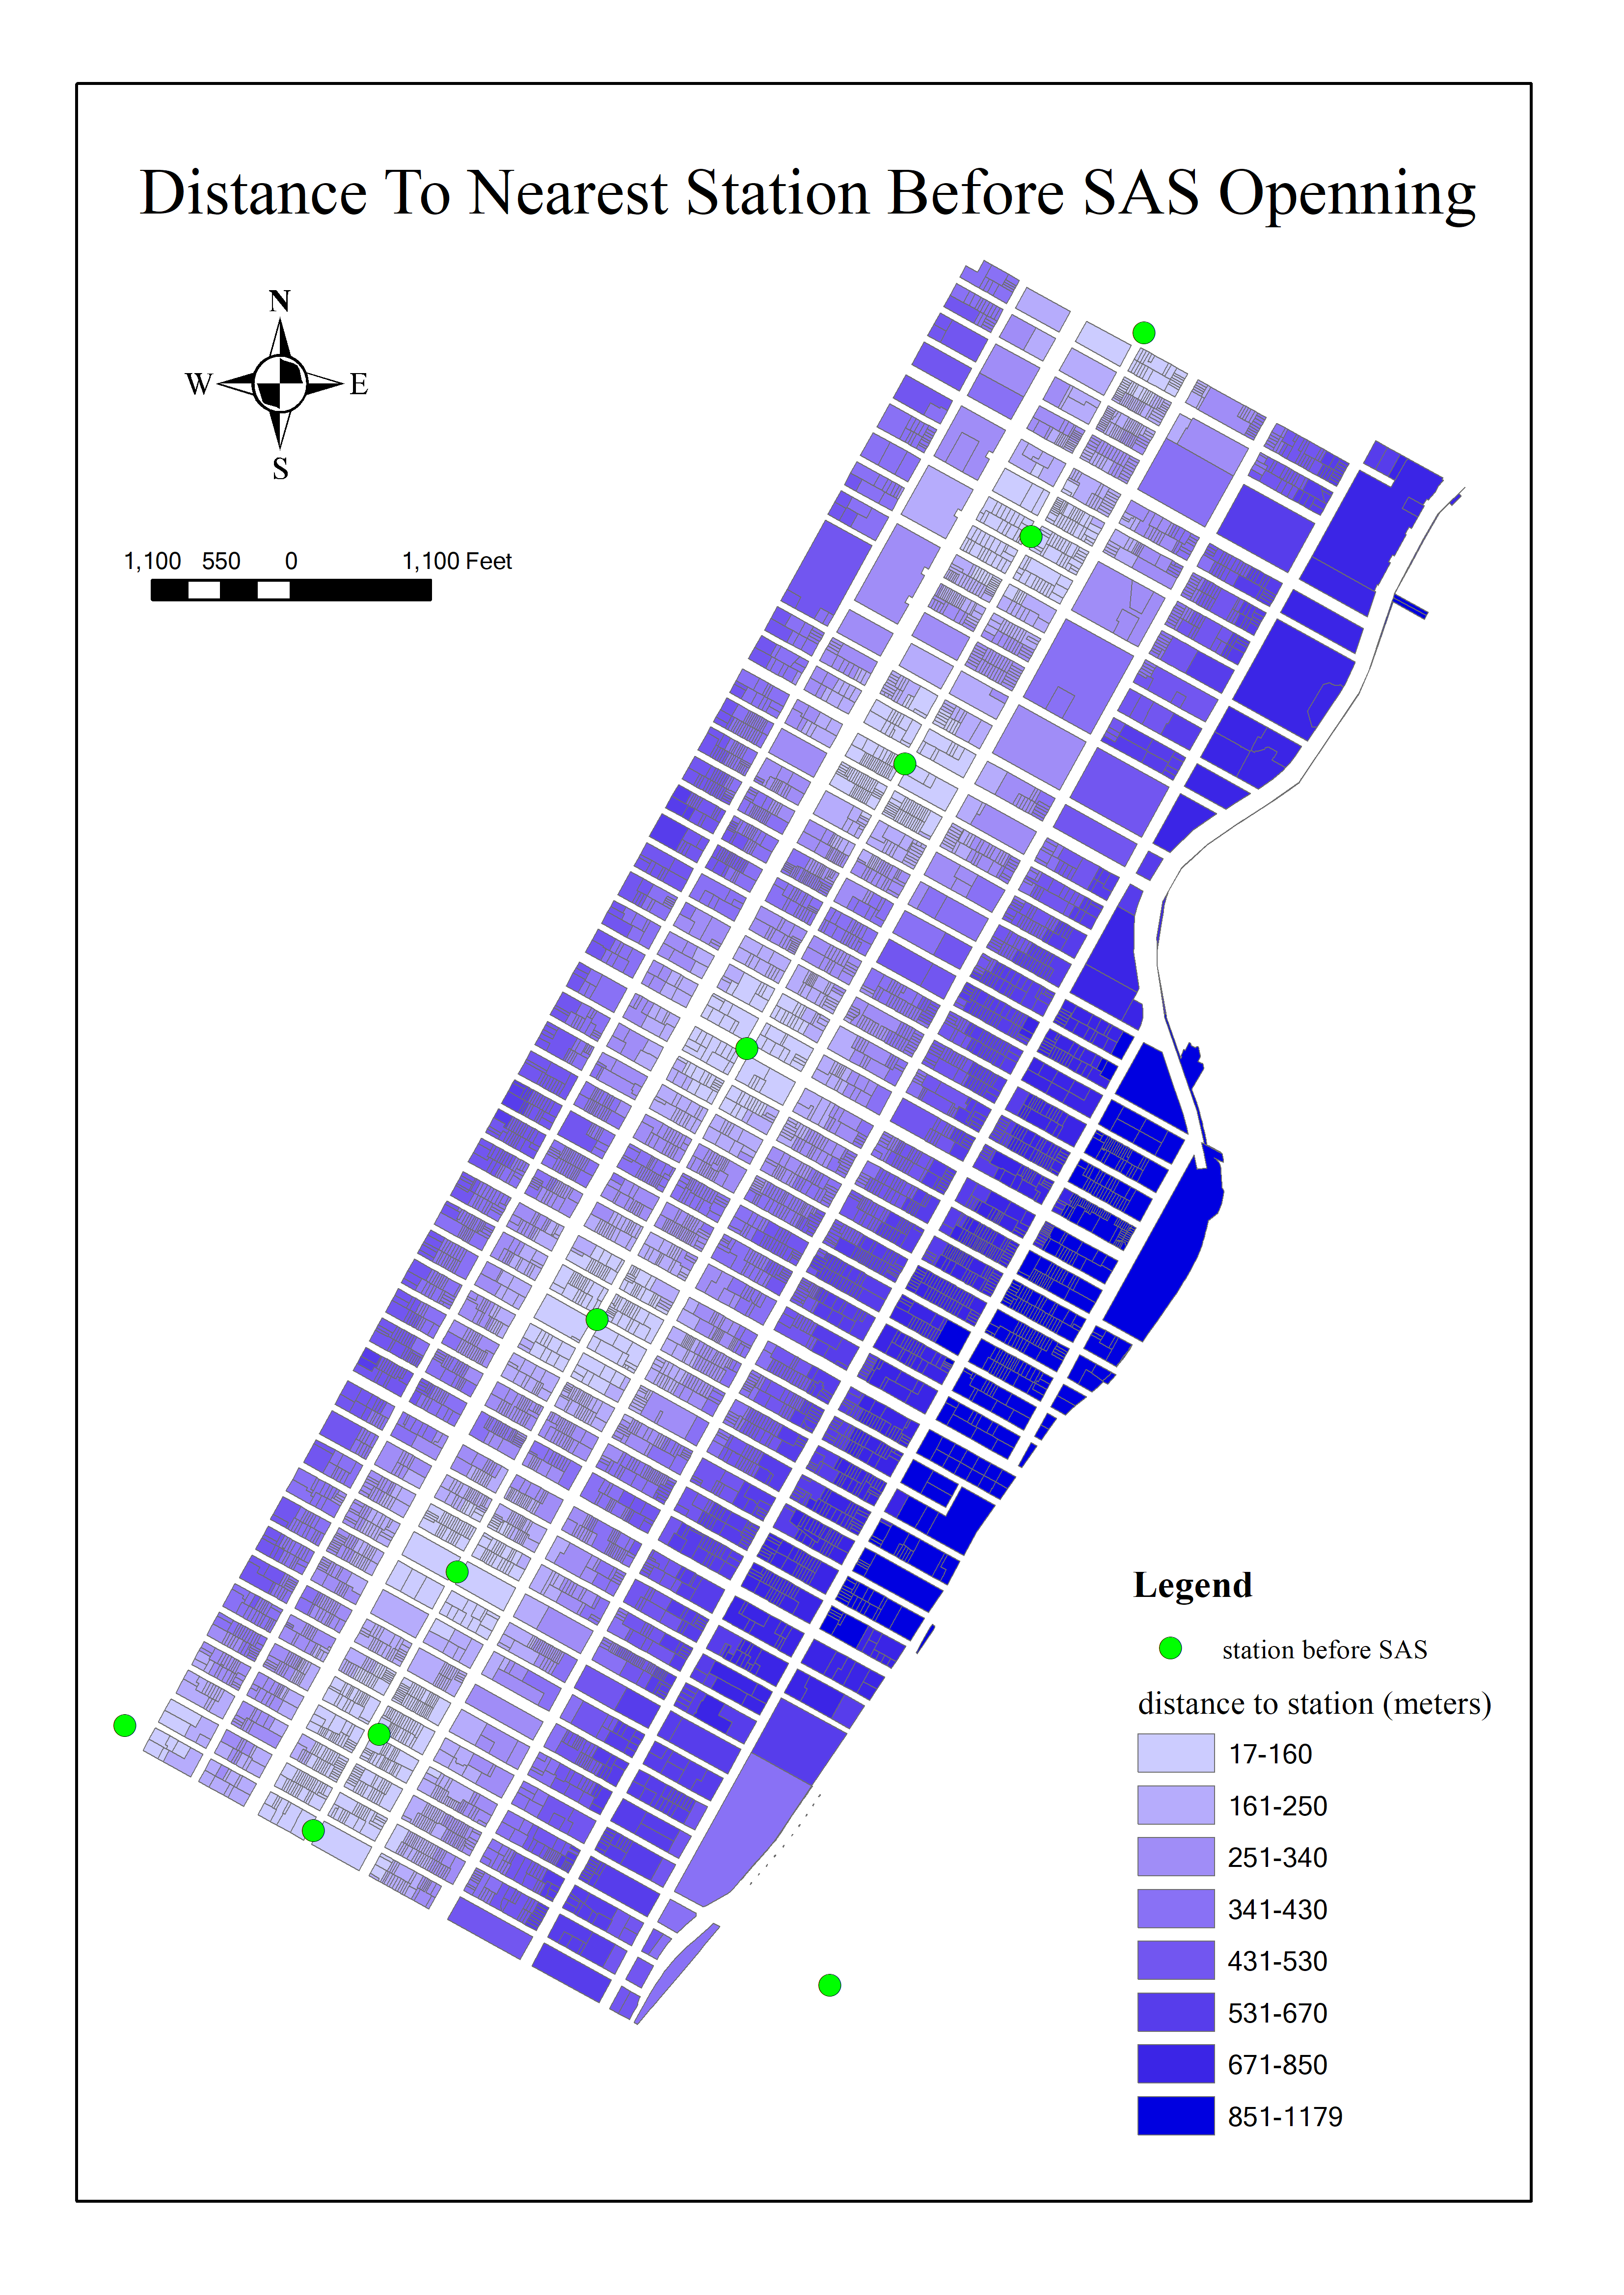 Distance To Nearest Station Before SAS Openning
N
W E
S
1,100 550 0 1,100 Feet
Legend
station before SAS
distance to station (meters)
17-160
161-250
251-340
341-430
431-530
531-670
671-850
851-1179